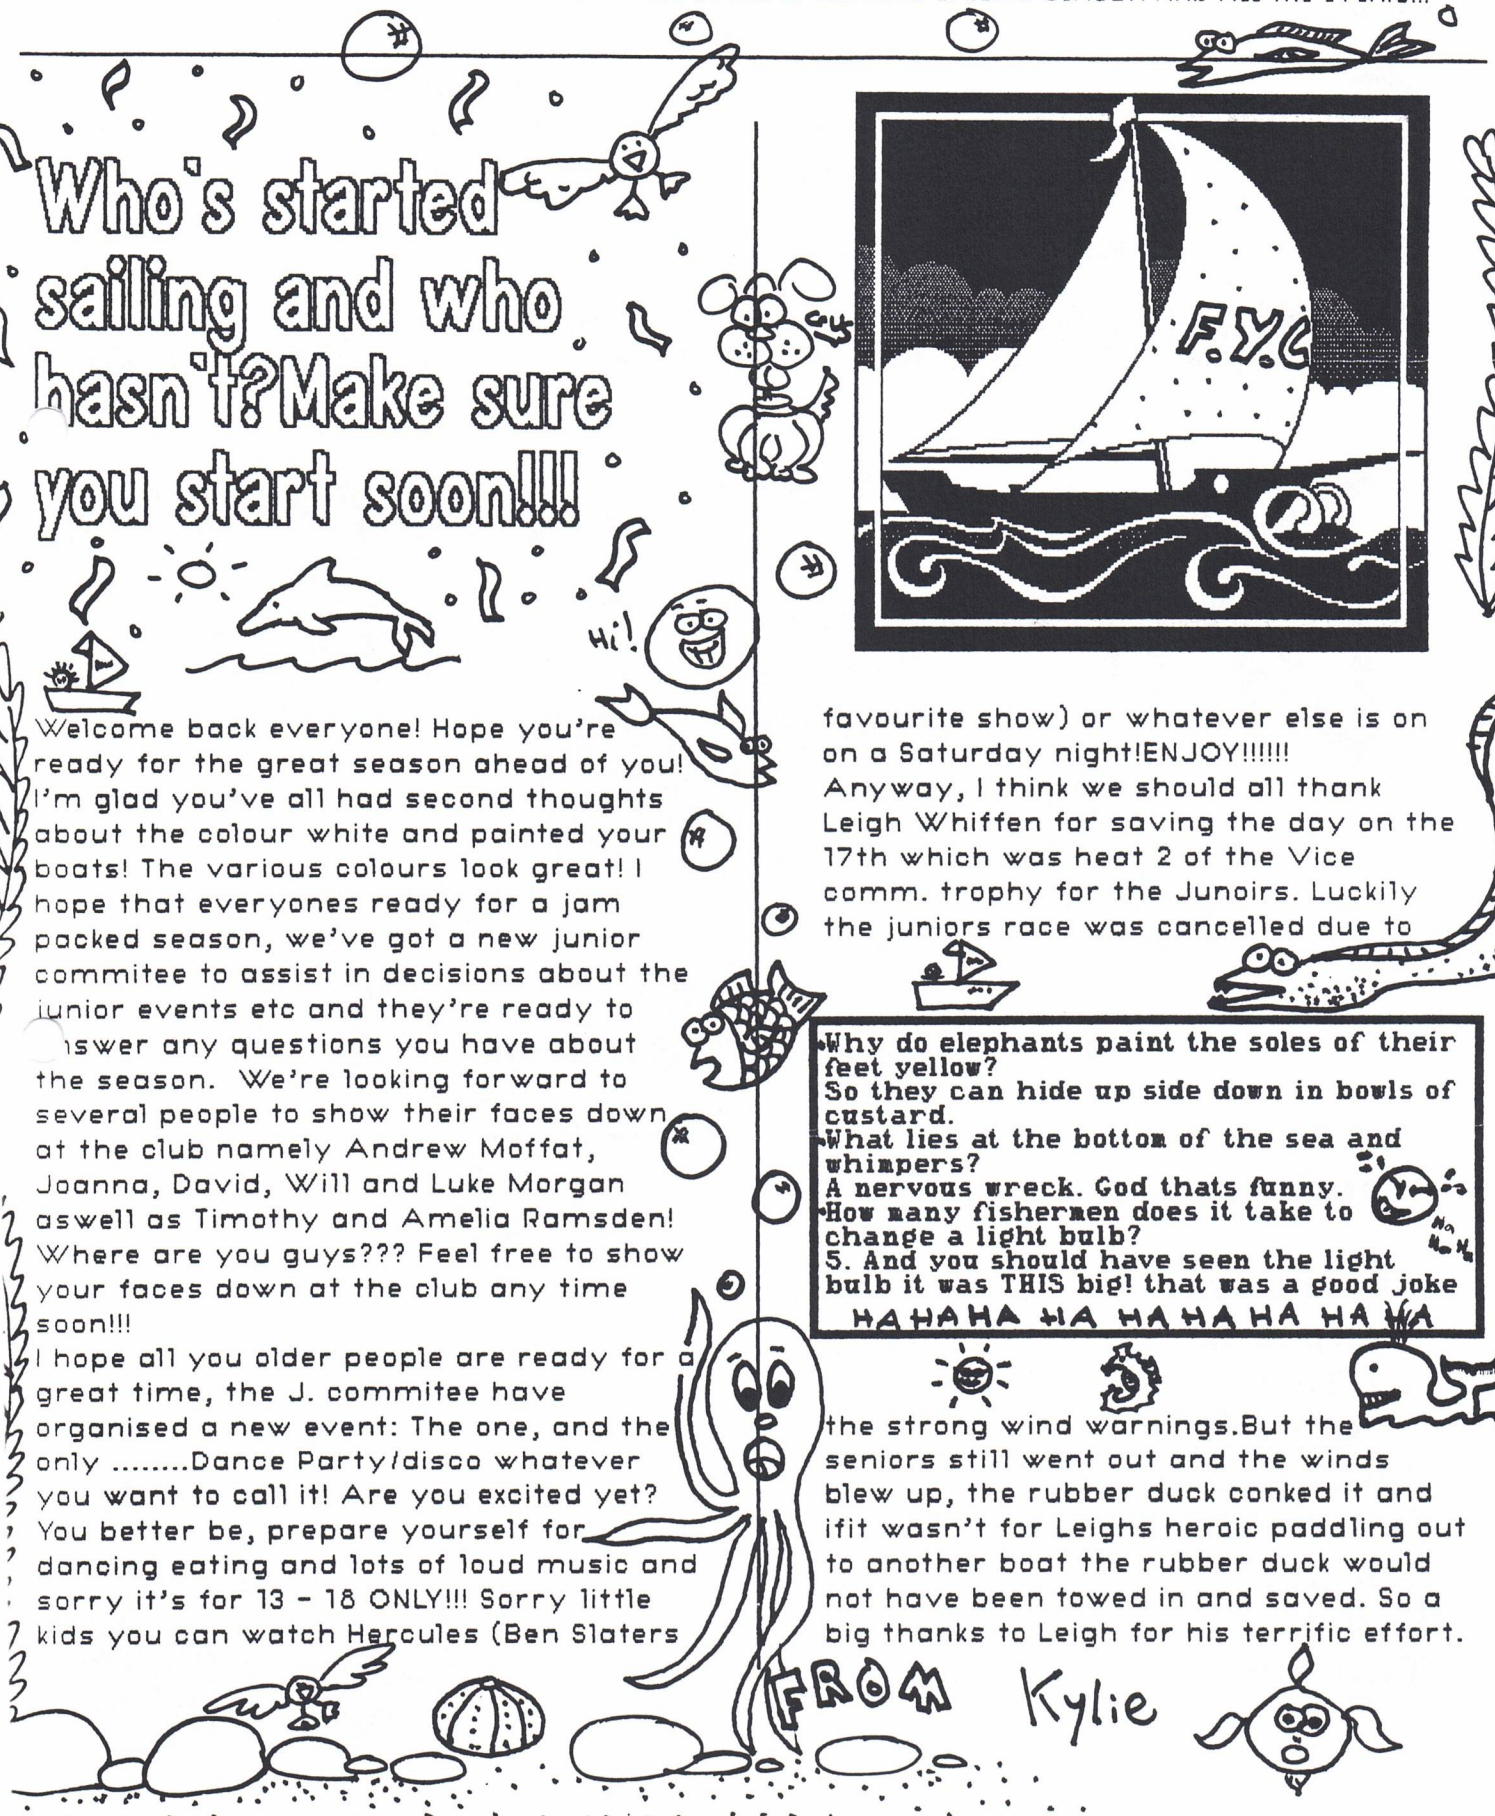 Who's started
sailing and who
hasn't?Make sure
you start soon!!!
Hi!
Welcome back everyone! Hope you're
ready for the great season ahead of you!
I'm glad you've all had second thoughts
about the colour white and painted your
boats! The various colours look great! I
hope that everyones ready for a jam
packed season, we've got a new junior
commitee to assist in decisions about the
junior events etc and they're ready to
answer any questions you have about
the season.  We're looking forward to
several people to show their faces down
at the club namely Andrew Moffat,
Joanna, David, Will and Luke Morgan
aswell as Timothy and Amelia Ramsden!
Where are you guys??? Feel free to show
your faces down at the club any time
soon!!!
I hope all you older people are ready for a
great time, the J. commitee have
organised a new event: The one, and the
only ........Dance Party/disco whatever
you want to call it! Are you excited yet?
You better be, prepare yourself for
dancing eating and lots of loud music and
sorry it's for 13 - 18 ONLY!!! Sorry little
kids you can watch Hercules (Ben Slaters
F.Y.C
favourite show) or whatever else is on
on a Saturday night!ENJOY!!!!!!
Anyway, I think we should all thank
Leigh Whiffen for saving the day on the
17th which was heat 2 of the Vice
comm. trophy for the Junoirs. Luckily
the juniors race was cancelled due to
Why do elephants paint the soles of their
feet yellow?
So they can hide up side down in bowls of
custard.
What lies at the bottom of the sea and
whimpers?
A nervous wreck. God thats funny.
How many fishermen does it take to
change a light bulb?
5. And you should have seen the light
bulb it was THIS big! that was a good joke
HAHAHA HA HA HA HA HA HA HA
Ha
Ha Ha
the strong wind warnings.But the
seniors still went out and the winds
blew up, the rubber duck conked it and
ifit wasn't for Leighs heroic paddling out
to another boat the rubber duck would
not have been towed in and saved. So a
big thanks to Leigh for his terrific effort.
FROM Kylie